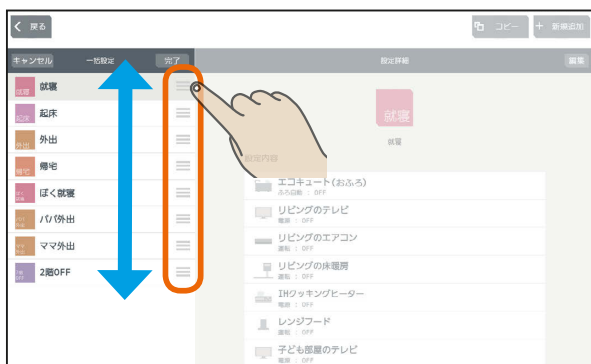 戻る
コピー
新規追加
キャンセル
一括設定
完了
設定詳細
編集
就寝
就寝
起床
起床
外出
外出
帰宅
帰宅
ぼく就寝
パパ外出
ママ外出
2階OFF
就寝
就寝
設定内容
エコキュート(おふろ)
ふろ自動 : OFF
リビングのテレビ
電源 : OFF
リビングのエアコン
運転 : OFF
リビングの床暖房
運転 : OFF
IHクッキングヒーター
電源 : OFF
レンジフード
運転 : OFF
子ども部屋のテレビ
電源 : OFF